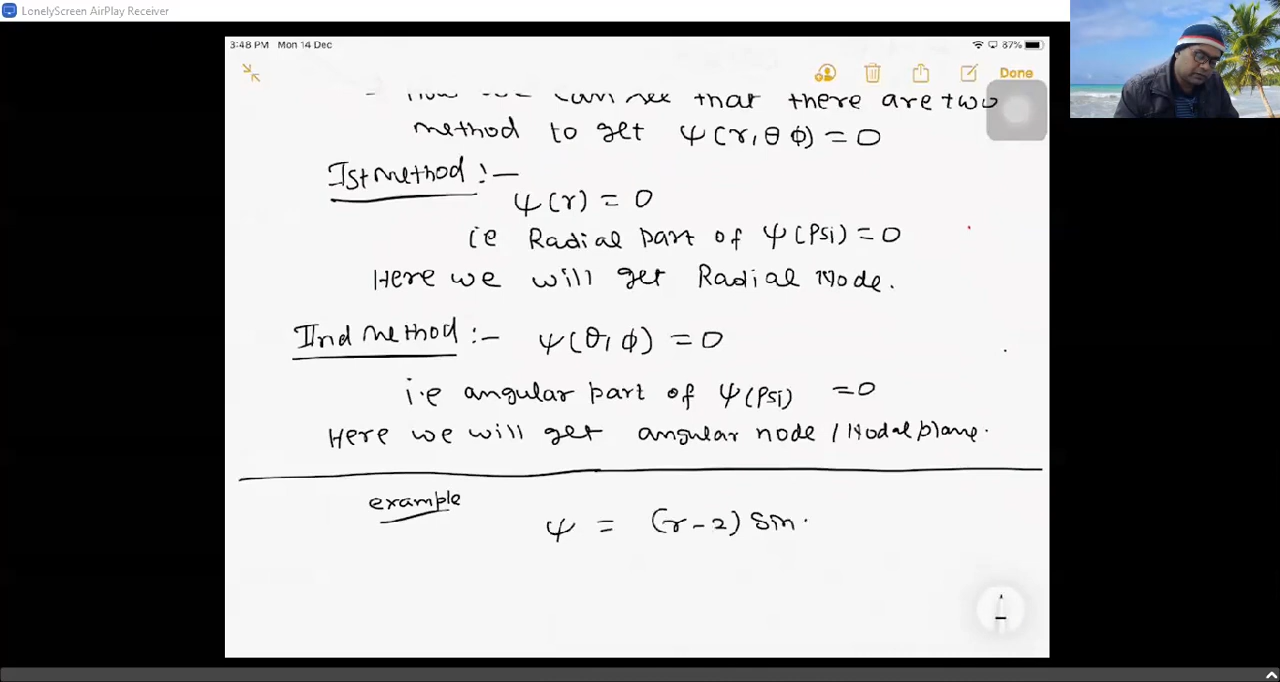 LonelyScreen AirPlay Receiver
3:48 PM Mon 14 Dec
87%
Done
that there are two
method to get ψ(r, θ φ) = 0
Ist method :-
ψ(r) = 0
ie Radial part of ψ(Psi) = 0
Here we will get Radial Node.
IInd Method :- ψ(θ, φ) = 0
i.e angular part of ψ(Psi) = 0
Here we will get angular node / Nodal plane.
example
ψ = (r-2) Sin